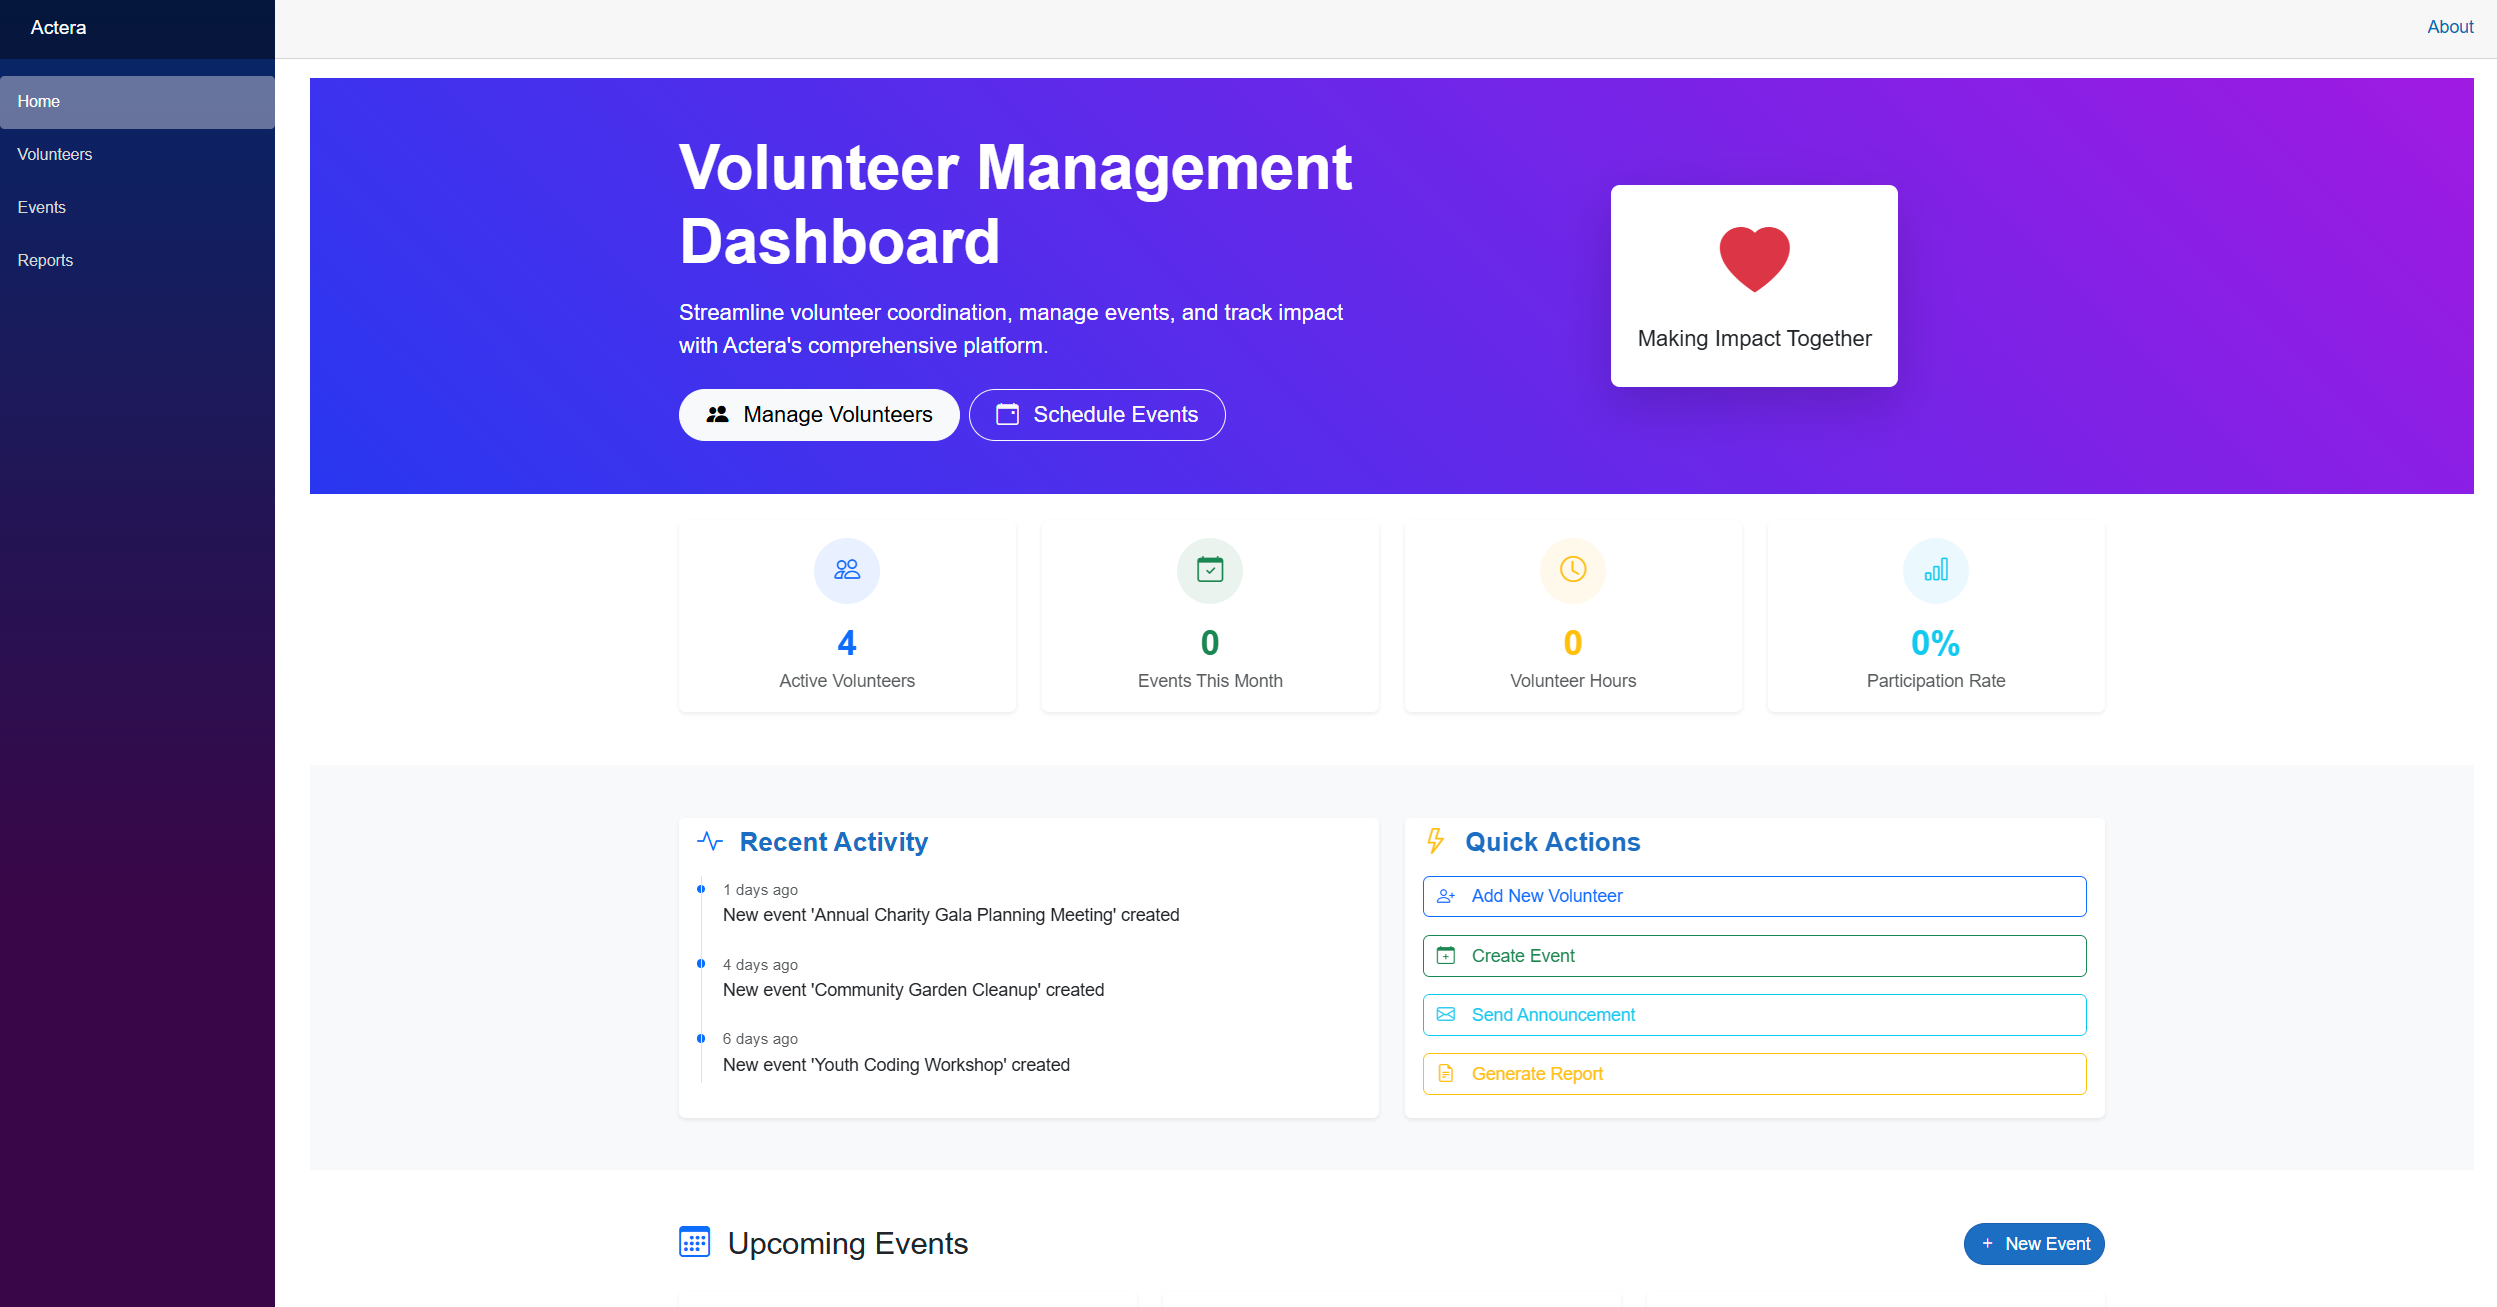 Actera
About
Home
Volunteers
Events
Reports
Volunteer Management
Dashboard
Streamline volunteer coordination, manage events, and track impact
with Actera's comprehensive platform.
Manage Volunteers
Schedule Events
Making Impact Together
4
Active Volunteers
0
Events This Month
0
Volunteer Hours
0%
Participation Rate
Recent Activity
1 days ago
New event 'Annual Charity Gala Planning Meeting' created
4 days ago
New event 'Community Garden Cleanup' created
6 days ago
New event 'Youth Coding Workshop' created
Quick Actions
Add New Volunteer
Create Event
Send Announcement
Generate Report
Upcoming Events
+ New Event